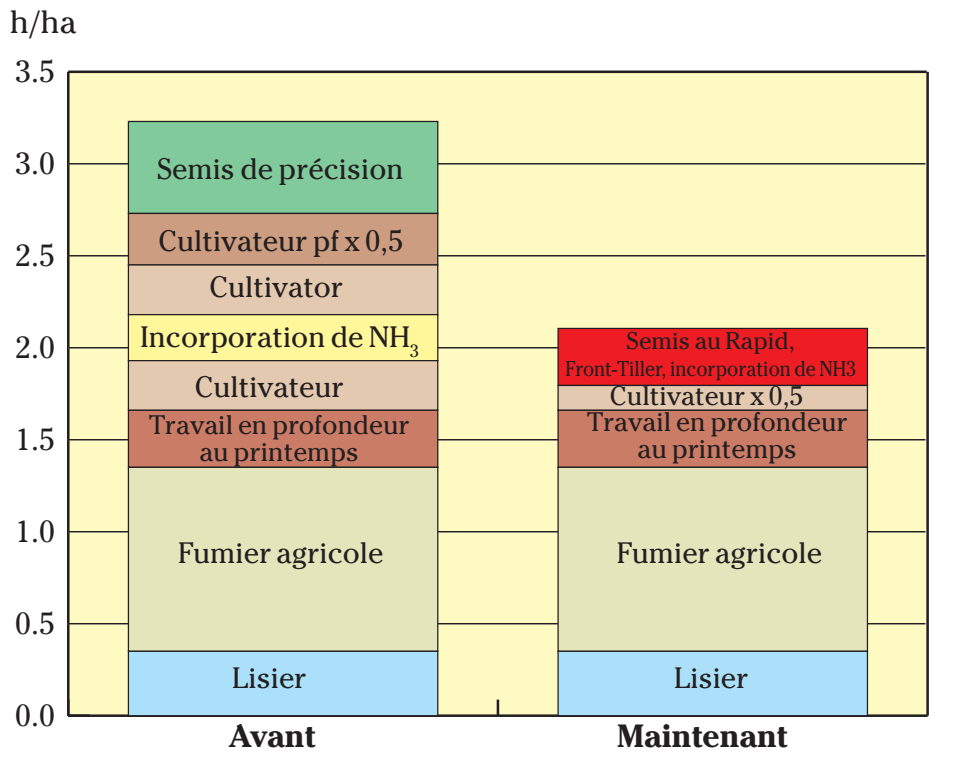 h/ha
3.5
3.0
2.5
2.0
1.5
1.0
0.5
0.0
Semis de précision
Cultivateur pf x 0,5
Cultivator
Incorporation de NH₃
Cultivateur
Travail en profondeur
au printemps
Fumier agricole
Lisier
Avant
Semis au Rapid,
Front-Tiller, incorporation de NH3
Cultivateur x 0,5
Travail en profondeur
au printemps
Fumier agricole
Lisier
Maintenant